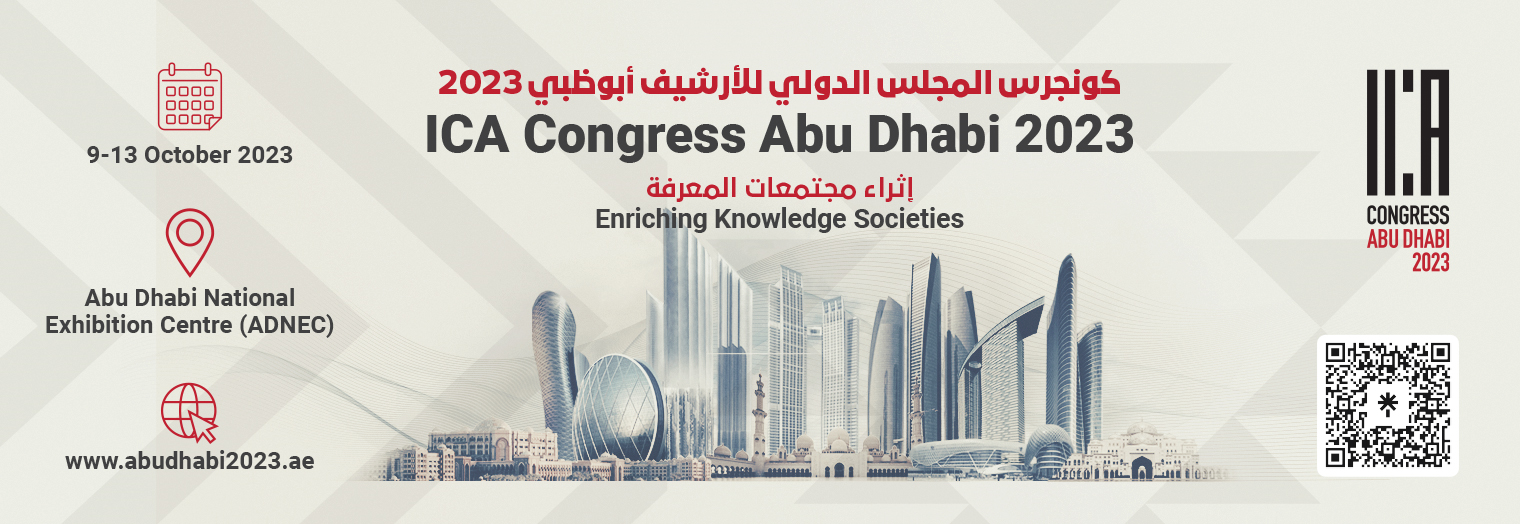 9-13 October 2023
Abu Dhabi National
Exhibition Centre (ADNEC)
www.abudhabi2023.ae
كونجرس المجلس الدولي للأرشيف أبوظبي 2023
ICA Congress Abu Dhabi 2023
إثراء مجتمعات المعرفة
Enriching Knowledge Societies
ICA
CONGRESS
ABU DHABI
2023